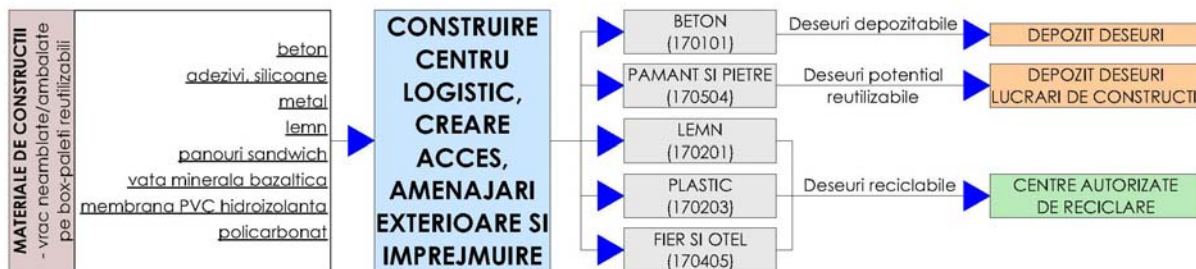 MATERIALE DE CONSTRUCTII
- vrac neamblate/ambalate
pe box-paleti reutilizabili
beton
adezivi, silicoane
metal
lemn
panouri sandwich
vata minerala bazaltica
membrana PVC hidroizolanta
policarbonat
CONSTRUIRE
CENTRU
LOGISTIC,
CREARE
ACCES,
AMENAJARI
EXTERIOARE SI
IMPREJMUIRE
BETON
(170101)
PAMANT SI PIETRE
(170504)
LEMN
(170201)
PLASTIC
(170203)
FIER SI OTEL
(170405)
Deseuri depozitabile
Deseuri potential
reutilizabile
Deseuri reciclabile
DEPOZIT DESEURI
DEPOZIT DESEURI
LUCRARI DE CONSTRUCTI
CENTRE AUTORIZATE
DE RECICLARE